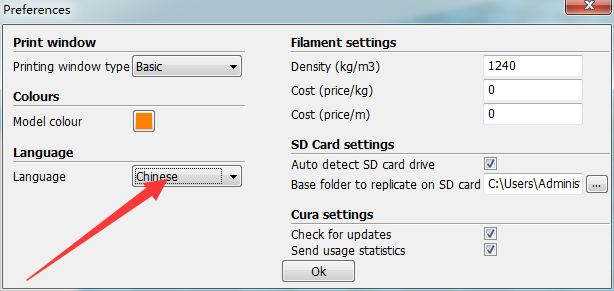 Preferences
Print window
Printing window type Basic
Colours
Model colour
Language
Language Chinese
Filament settings
Density (kg/m3) 1240
Cost (price/kg) 0
Cost (price/m) 0
SD Card settings
Auto detect SD card drive
Base folder to replicate on SD card C:\Users\Adminis ...
Cura settings
Check for updates
Send usage statistics
Ok